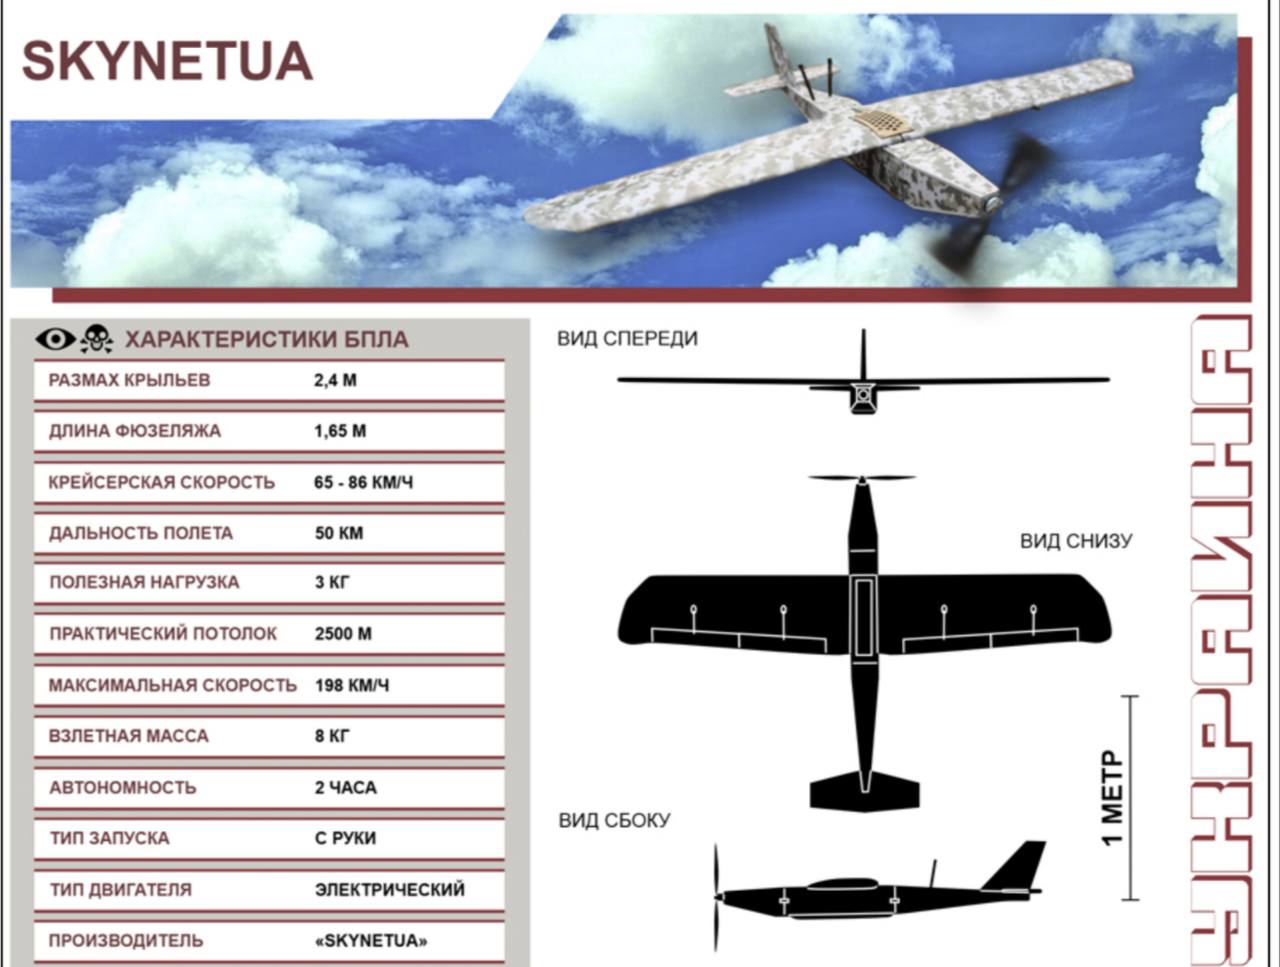 SKYNETUA
ХАРАКТЕРИСТИКИ БПЛА
РАЗМАХ КРЫЛЬЕВ 2,4 М
ДЛИНА ФЮЗЕЛЯЖА 1,65 М
КРЕЙСЕРСКАЯ СКОРОСТЬ 65 - 86 КМ/Ч
ДАЛЬНОСТЬ ПОЛЕТА 50 КМ
ПОЛЕЗНАЯ НАГРУЗКА 3 КГ
ПРАКТИЧЕСКИЙ ПОТОЛОК 2500 М
МАКСИМАЛЬНАЯ СКОРОСТЬ 198 КМ/Ч
ВЗЛЕТНАЯ МАССА 8 КГ
АВТОНОМНОСТЬ 2 ЧАСА
ТИП ЗАПУСКА С РУКИ
ТИП ДВИГАТЕЛЯ ЭЛЕКТРИЧЕСКИЙ
ПРОИЗВОДИТЕЛЬ «SKYNETUA»
ВИД СПЕРЕДИ
ВИД СНИЗУ
ВИД СБОКУ
1 МЕТР
УКРАИНА